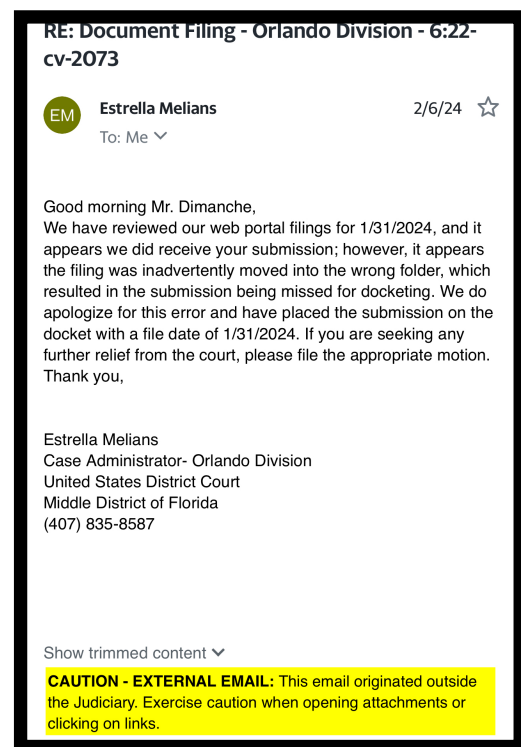 RE: Document Filing - Orlando Division - 6:22-
cv-2073
EM
Estrella Melians
2/6/24
To: Me
Good morning Mr. Dimanche,
We have reviewed our web portal filings for 1/31/2024, and it
appears we did receive your submission; however, it appears
the filing was inadvertently moved into the wrong folder, which
resulted in the submission being missed for docketing. We do
apologize for this error and have placed the submission on the
docket with a file date of 1/31/2024. If you are seeking any
further relief from the court, please file the appropriate motion.
Thank you,
Estrella Melians
Case Administrator- Orlando Division
United States District Court
Middle District of Florida
(407) 835-8587
Show trimmed content
CAUTION - EXTERNAL EMAIL: This email originated outside
the Judiciary. Exercise caution when opening attachments or
clicking on links.